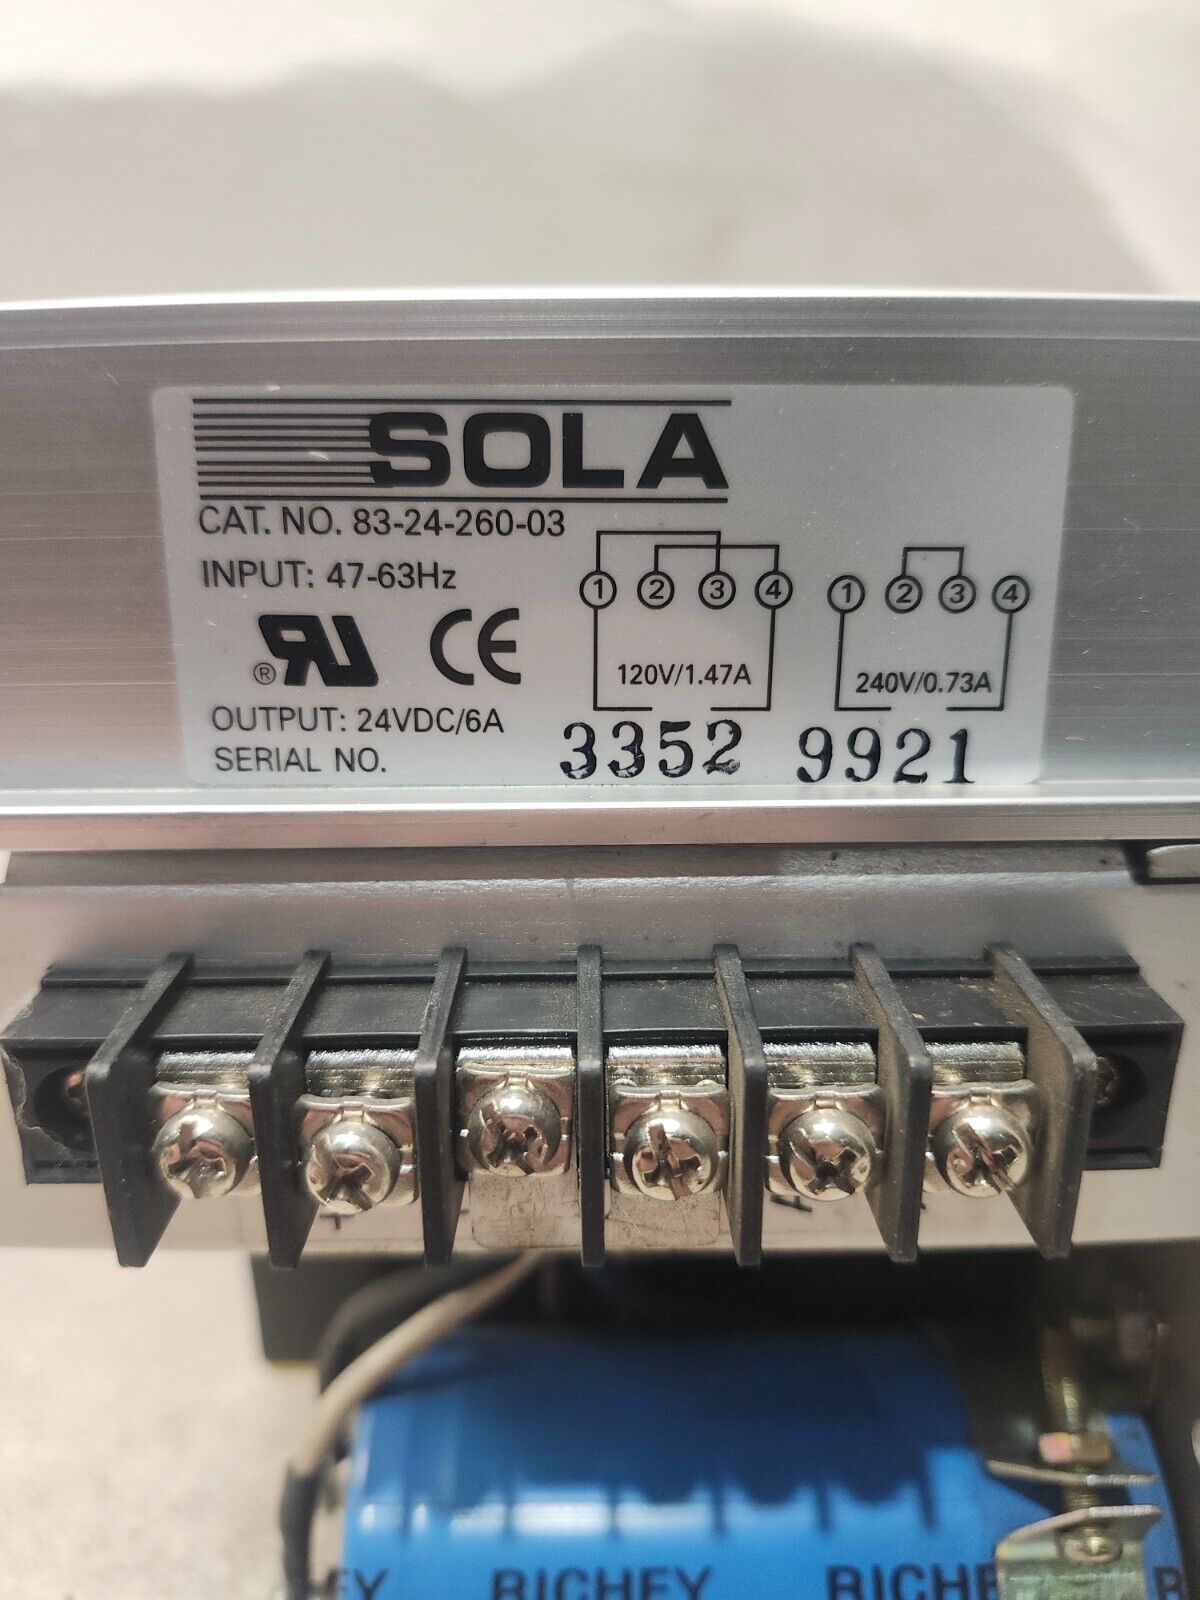 SOLA
CAT. NO. 83-24-260-03
INPUT: 47-63Hz
1 2 3 4
120V/1.47A
1 2 3 4
240V/0.73A
® RU CE
OUTPUT: 24VDC/6A
SERIAL NO. 3352 9921
RICHEY